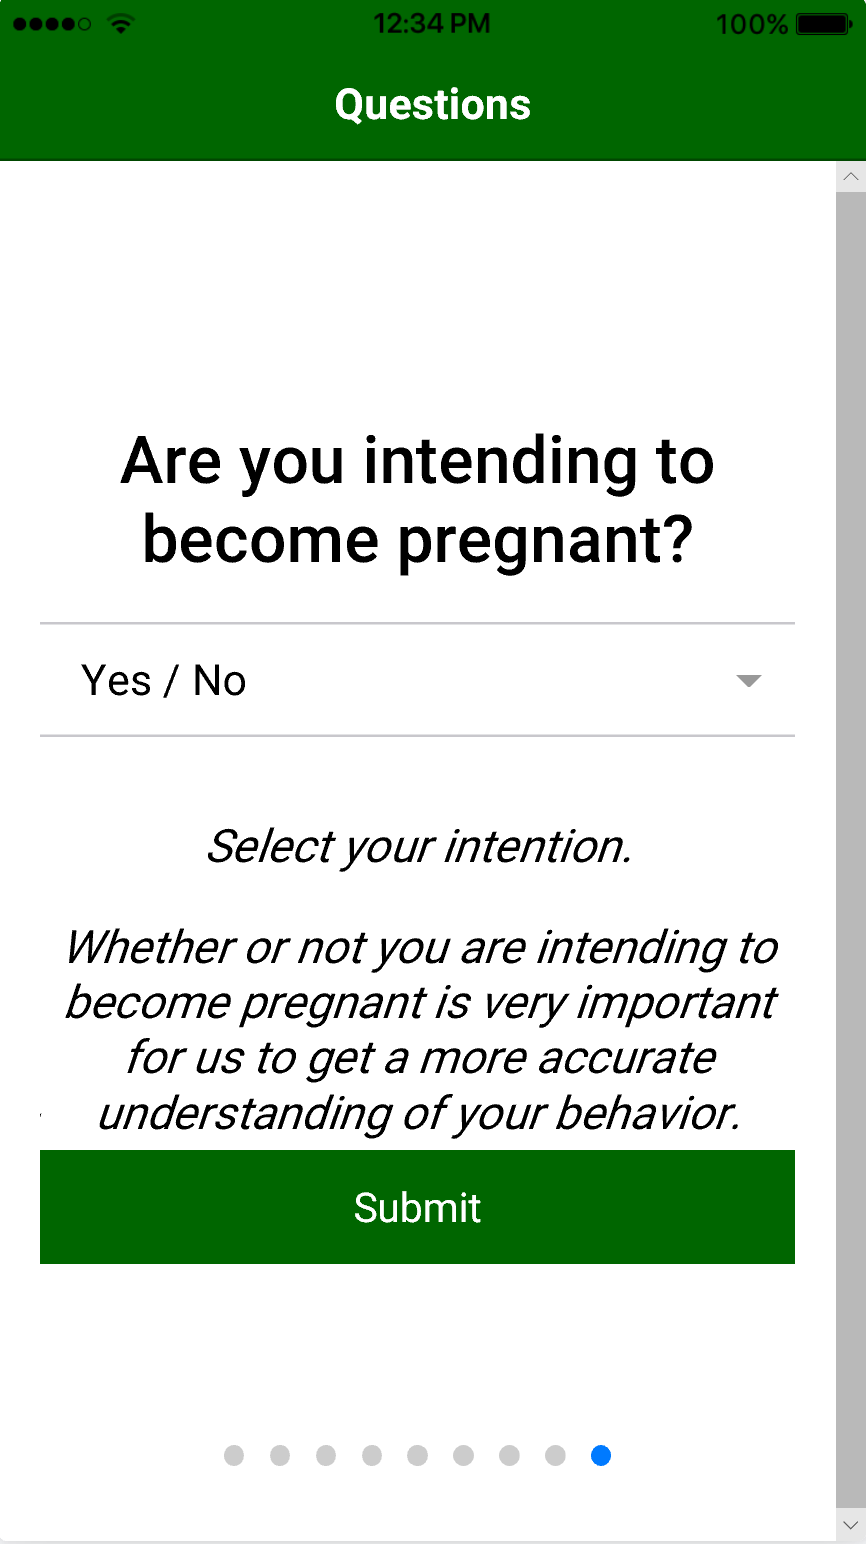 12:34 PM 100%
Questions
Are you intending to
become pregnant?
Yes / No
Select your intention.
Whether or not you are intending to
become pregnant is very important
for us to get a more accurate
understanding of your behavior.
Submit